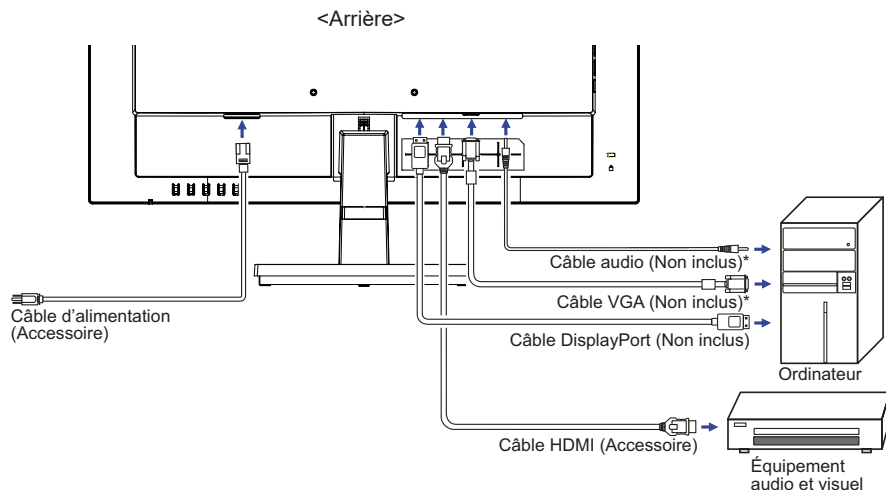 <Arrière>
Câble audio (Non inclus)*
Câble VGA (Non inclus)*
Câble d'alimentation
(Accessoire)
Câble DisplayPort (Non inclus)
Ordinateur
Câble HDMI (Accessoire)
Équipement
audio et visuel